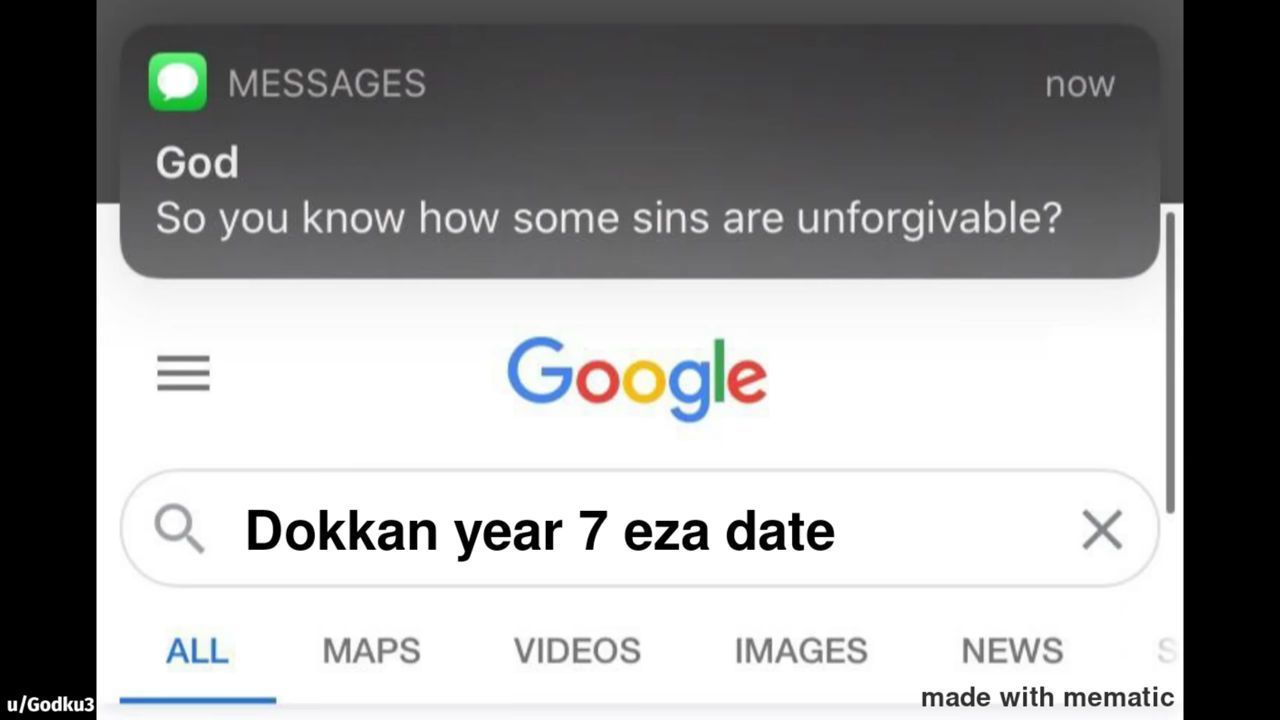 MESSAGES now
God
So you know how some sins are unforgivable?
Google
Dokkan year 7 eza date
ALL MAPS VIDEOS IMAGES NEWS S
u/Godku3 made with mematic